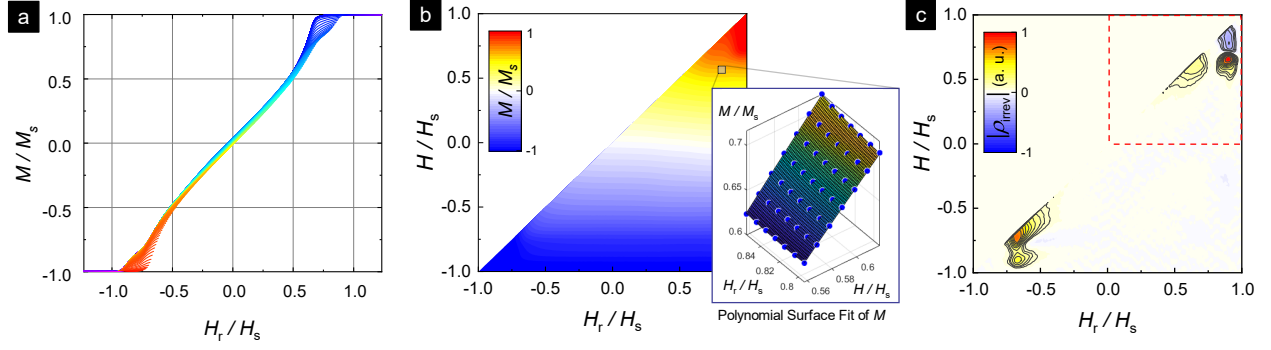 a
M / Ms
1.0
0.5
0.0
-0.5
-1.0
-1.0 -0.5 0.0 0.5 1.0
Hr / Hs
b
H / Hs
1.0
0.5
0.0
-0.5
-1.0
-1.0 -0.5 0.0
Hr / Hs
1
0
-1
M / Ms
M / Ms
0.7
0.65
0.6
0.84
0.82
0.8
Hr / Hs
0.56
0.58
0.6
H / Hs
Polynomial Surface Fit of M
c
H / Hs
1.0
0.5
0.0
-0.5
-1.0
-1.0 -0.5 0.0 0.5 1.0
Hr / Hs
1
0
-1
|ρirrev| (a. u.)